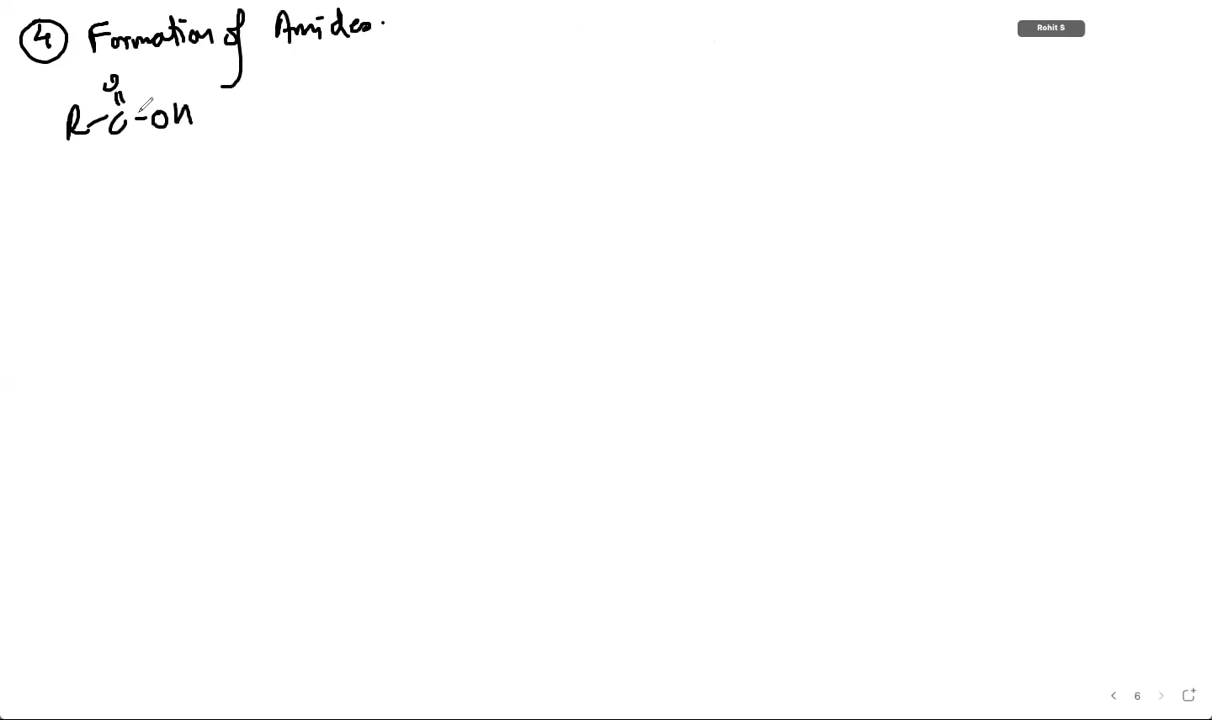 ④ Formation of Amides.
Rohit S
O
||
R-C-OH
6